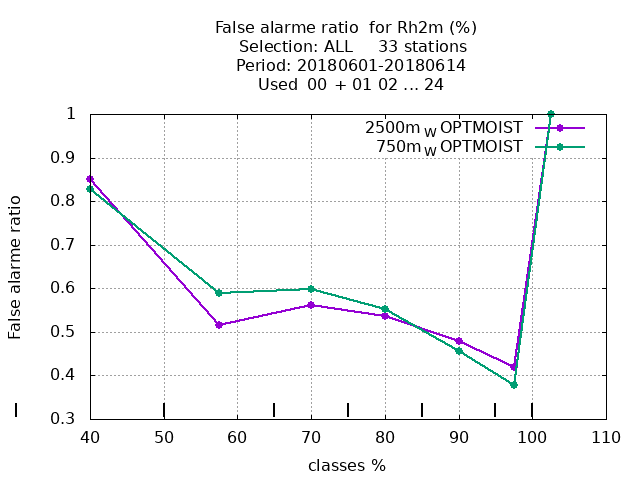 False alarme ratio  for Rh2m (%)
Selection: ALL     33 stations
Period: 20180601-20180614
Used  00  + 01 02 ... 24
2500m W OPTMOIST
750m W OPTMOIST
1
0.9
0.8
0.7
0.6
0.5
0.4
0.3
False alarme ratio
40 50 60 70 80 90 100 110
classes %